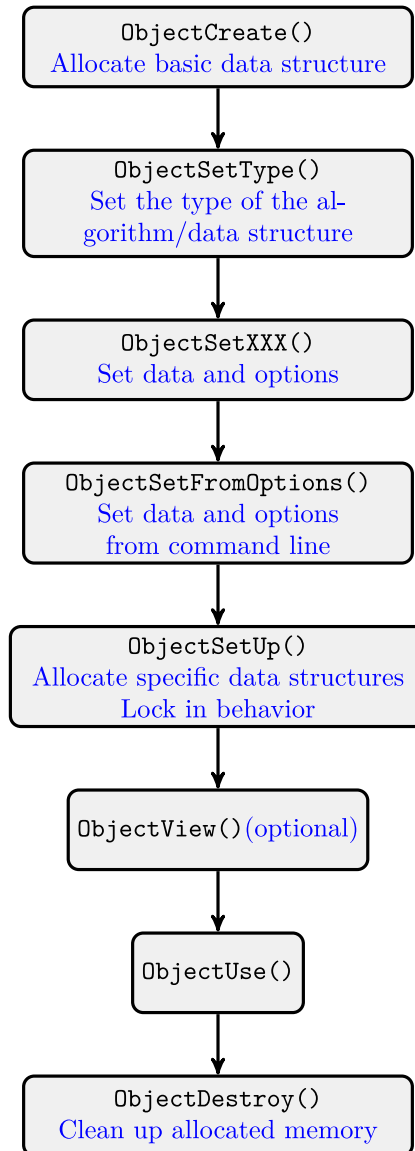 ObjectCreate()
Allocate basic data structure
ObjectSetType()
Set the type of the al-
gorithm/data structure
ObjectSetXXX()
Set data and options
ObjectSetFromOptions()
Set data and options
from command line
ObjectSetUp()
Allocate specific data structures
Lock in behavior
ObjectView()(optional)
ObjectUse()
ObjectDestroy()
Clean up allocated memory